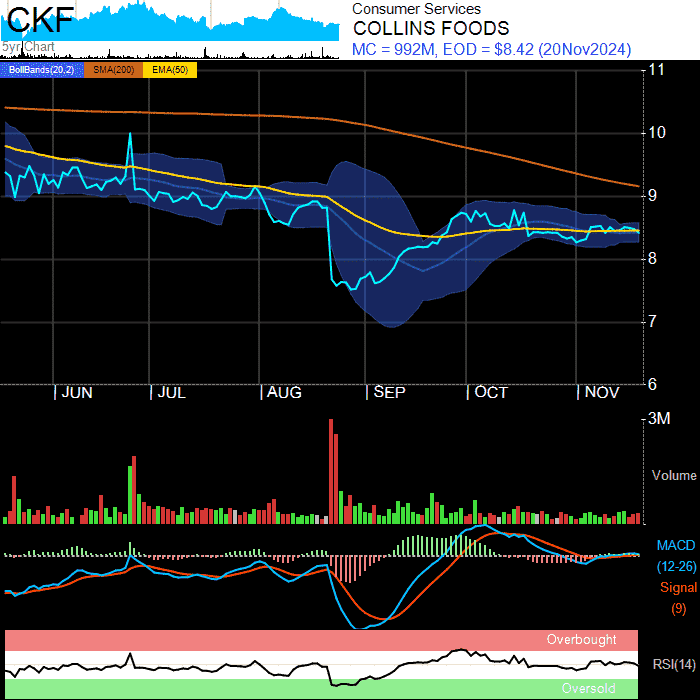 CKF
5yr Chart
Consumer Services
COLLINS FOODS
MC = 992M, EOD = $8.42 (20Nov2024)
BollBands(20,2) SMA(200) EMA(50)
11
10
9
8
7
6
JUN JUL AUG SEP OCT NOV
3M
Volume
MACD
(12-26)
Signal
(9)
Overbought
RSI(14)
Oversold